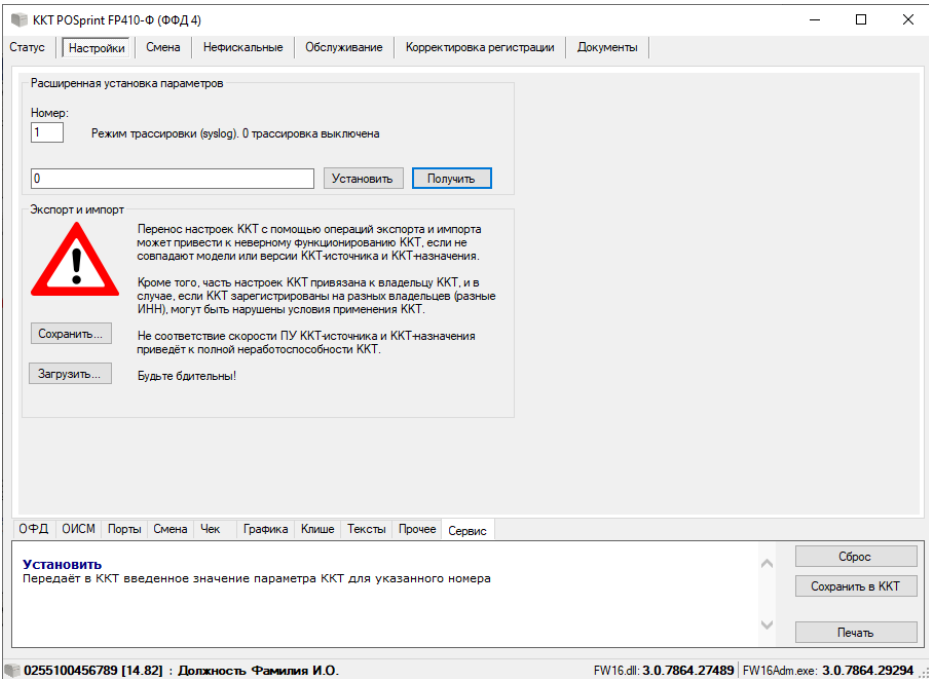 ККТ POSprint FP410-Ф (ФФД 4)
Статус Настройки Смена Нефискальные Обслуживание Корректировка регистрации Документы
Расширенная установка параметров
Номер:
1 Режим трассировки (syslog). 0 трассировка выключена
0 Установить Получить
Экспорт и импорт
Перенос настроек ККТ с помощью операций экспорта и импорта
может привести к неверному функционированию ККТ, если не
совпадают модели или версии ККТ-источника и ККТ-назначения.
Кроме того, часть настроек ККТ привязана к владельцу ККТ, и в
случае, если ККТ зарегистрированы на разных владельцев (разные
ИНН), могут быть нарушены условия применения ККТ.
Сохранить...
Не соответствие скорости ПУ ККТ-источника и ККТ-назначения
приведёт к полной неработоспособности ККТ.
Загрузить...
Будьте бдительны!
ОФД ОИСМ Порты Смена Чек Графика Клише Тексты Прочее Сервис
Установить
Передаёт в ККТ введенное значение параметра ККТ для указанного номера
Сброс
Сохранить в ККТ
Печать
0255100456789 [14.82] : Должность Фамилия И.О. FW16.dll: 3.0.7864.27489 FW16Adm.exe: 3.0.7864.29294